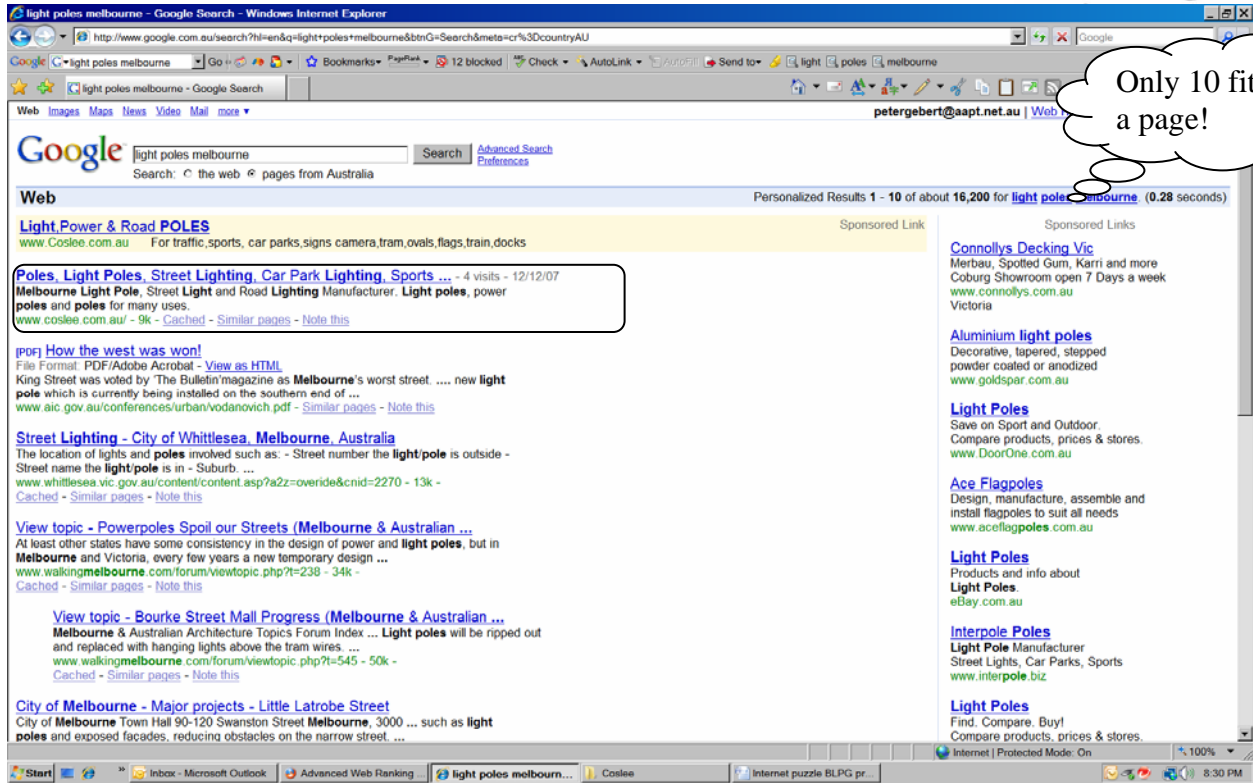 light poles melbourne - Google Search - Windows Internet Explorer
http://www.google.com.au/search?hl=en&q=light+poles+melbourne&btnG=Search&meta=cr%3DcountryAU
Google
Google light poles melbourne Go Bookmarks PageRank 12 blocked Check AutoLink AutoFill Send to light poles melbourne
light poles melbourne - Google Search
Only 10 fit
a page!
Web Images Maps News Video Mail more ▼
petergebert@aapt.net.au | Web
Google light poles melbourne Search Advanced Search
Preferences
Search: the web pages from Australia
Web
Personalized Results 1 - 10 of about 16,200 for light poles melbourne. (0.28 seconds)
Light,Power & Road POLES
Sponsored Link
www.Coslee.com.au For traffic,sports, car parks,signs camera,tram,ovals,flags,train,docks
Poles, Light Poles, Street Lighting, Car Park Lighting, Sports ... - 4 visits - 12/12/07
Melbourne Light Pole, Street Light and Road Lighting Manufacturer. Light poles, power
poles and poles for many uses.
www.coslee.com.au/ - 9k - Cached - Similar pages - Note this
[PDF] How the west was won!
File Format: PDF/Adobe Acrobat - View as HTML
King Street was voted by 'The Bulletin'magazine as Melbourne's worst street. .... new light
pole which is currently being installed on the southern end of ...
www.aic.gov.au/conferences/urban/vodanovich.pdf - Similar pages - Note this
Street Lighting - City of Whittlesea, Melbourne, Australia
The location of lights and poles involved such as: - Street number the light/pole is outside -
Street name the light/pole is in - Suburb. ...
www.whittlesea.vic.gov.au/content/content.asp?a2z=overide&cnid=2270 - 13k -
Cached - Similar pages - Note this
View topic - Powerpoles Spoil our Streets (Melbourne & Australian ...
At least other states have some consistency in the design of power and light poles, but in
Melbourne and Victoria, every few years a new temporary design ...
www.walkingmelbourne.com/forum/viewtopic.php?t=238 - 34k -
Cached - Similar pages - Note this
View topic - Bourke Street Mall Progress (Melbourne & Australian ...
Melbourne & Australian Architecture Topics Forum Index ... Light poles will be ripped out
and replaced with hanging lights above the tram wires. ...
www.walkingmelbourne.com/forum/viewtopic.php?t=545 - 50k -
Cached - Similar pages - Note this
City of Melbourne - Major projects - Little Latrobe Street
City of Melbourne Town Hall 90-120 Swanston Street Melbourne, 3000 ... such as light
poles and exposed facades, reducing obstacles on the narrow street. ...
Sponsored Links
Connollys Decking Vic
Merbau, Spotted Gum, Karri and more
Coburg Showroom open 7 Days a week
www.connollys.com.au
Victoria
Aluminium light poles
Decorative, tapered, stepped
powder coated or anodized
www.goldspar.com.au
Light Poles
Save on Sport and Outdoor.
Compare products, prices & stores.
www.DoorOne.com.au
Ace Flagpoles
Design, manufacture, assemble and
install flagpoles to suit all needs
www.aceflagpoles.com.au
Light Poles
Products and info about
Light Poles.
eBay.com.au
Interpole Poles
Light Pole Manufacturer
Street Lights, Car Parks, Sports
www.interpole.biz
Light Poles
Find. Compare. Buy!
Compare products, prices & stores.
Internet | Protected Mode: On 100%
Start Inbox - Microsoft Outlook Advanced Web Ranking ... light poles melbourn... Coslee Internet puzzle BLPG pr... 8:30 PM